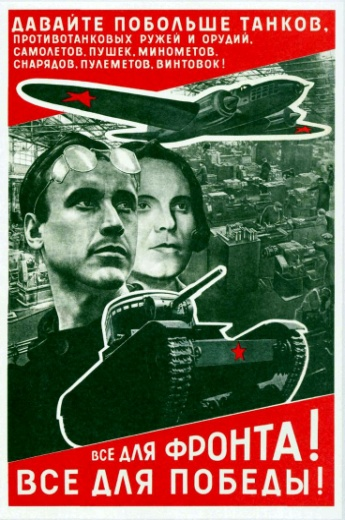 ДАВАЙТЕ ПОБОЛЬШЕ ТАНКОВ,
ПРОТИВОТАНКОВЫХ РУЖЕЙ И ОРУДИЙ,
САМОЛЕТОВ, ПУШЕК, МИНОМЕТОВ,
СНАРЯДОВ, ПУЛЕМЕТОВ, ВИНТОВОК!
ВСЕ ДЛЯ ФРОНТА!
ВСЕ ДЛЯ ПОБЕДЫ!